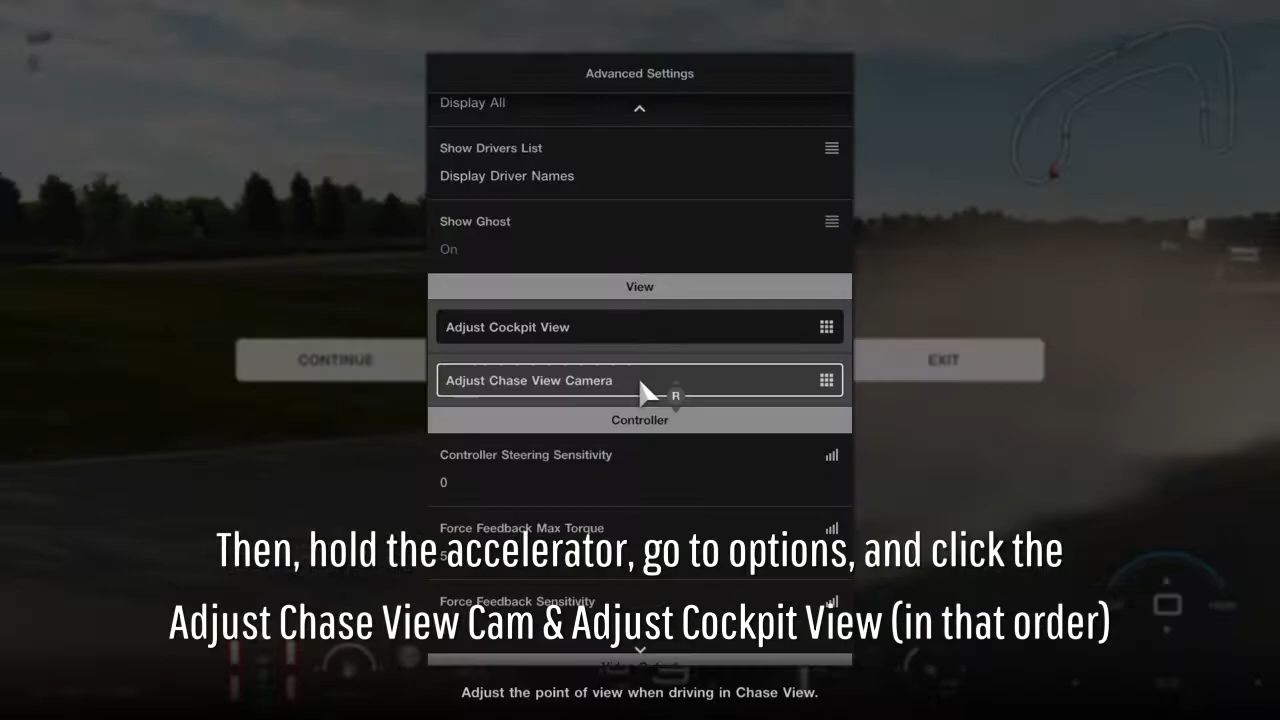 Advanced Settings
Display All
Show Drivers List
Display Driver Names
Show Ghost
On
View
Adjust Cockpit View
CONTINUE
EXIT
Adjust Chase View Camera
R
Controller
Controller Steering Sensitivity
0
Force Feedback Max Torque
5
Then, hold the accelerator, go to options, and click the
Force Feedback Sensitivity
Adjust Chase View Cam & Adjust Cockpit View (in that order)
Adjust the point of view when driving in Chase View.